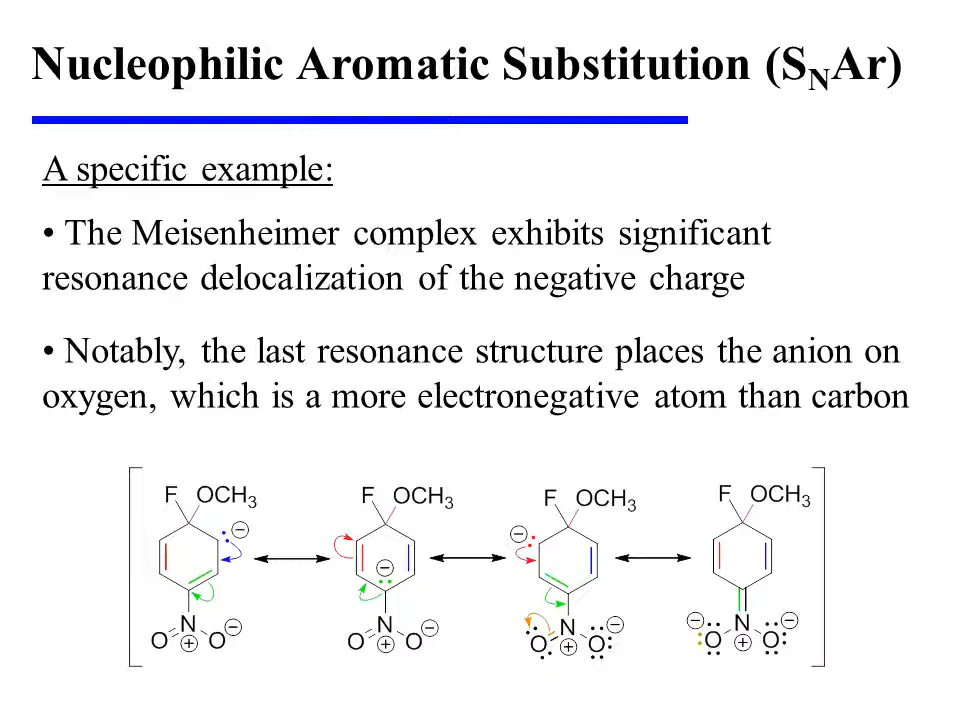 Nucleophilic Aromatic Substitution (SNAr)
A specific example:
• The Meisenheimer complex exhibits significant
resonance delocalization of the negative charge
• Notably, the last resonance structure places the anion on
oxygen, which is a more electronegative atom than carbon
F OCH3 F OCH3 F OCH3 F OCH3
− − − 
N N N N
O + O − O + O − O + O − − O + O −